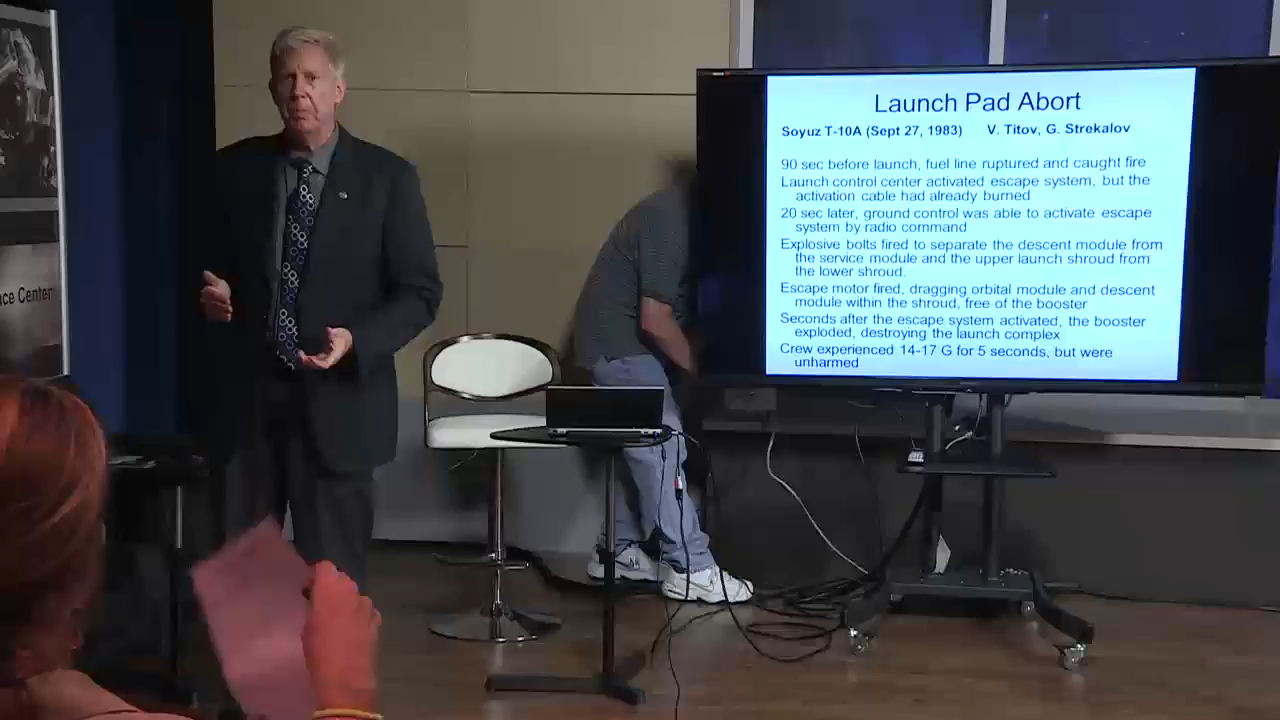 ace Center
Launch Pad Abort
Soyuz T-10A (Sept 27, 1983) V. Titov, G. Strekalov
90 sec before launch, fuel line ruptured and caught fire
Launch control center activated escape system, but the
activation cable had already burned
20 sec later, ground control was able to activate escape
system by radio command
Explosive bolts fired to separate the descent module from
the service module and the upper launch shroud from
the lower shroud.
Escape motor fired, dragging orbital module and descent
module within the shroud, free of the booster
Seconds after the escape system activated, the booster
exploded, destroying the launch complex
Crew experienced 14-17 G for 5 seconds, but were
unharmed